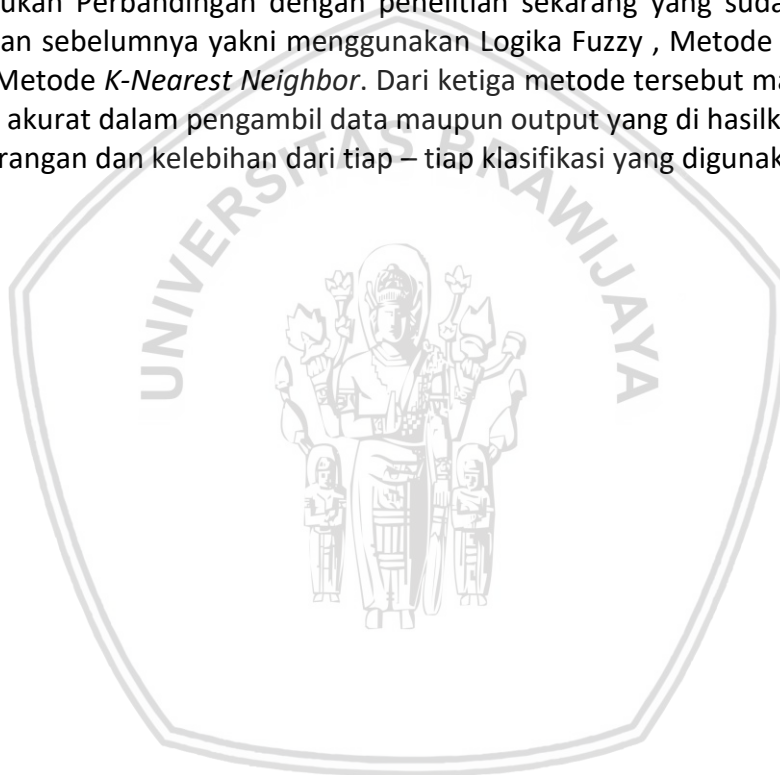 ukan Perbandingan dengan penelitian sekarang yang suda
an sebelumnya yakni menggunakan Logika Fuzzy , Metode
Metode K-Nearest Neighbor. Dari ketiga metode tersebut ma
akurat dalam pengambil data maupun output yang di hasilk
rangan dan kelebihan dari tiap – tiap klasifikasi yang digunak
UNIVERSITAS BRAWIJAYA